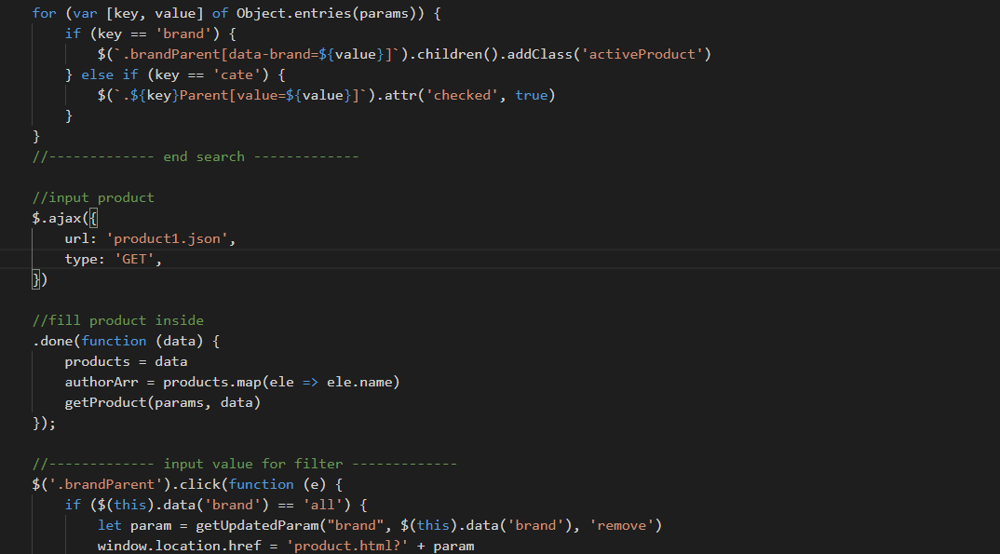 for (var [key, value] of Object.entries(params)) {
    if (key == 'brand') {
        $(`.brandParent[data-brand=${value}]`).children().addClass('activeProduct')
    } else if (key == 'cate') {
        $(`.${key}Parent[value=${value}]`).attr('checked', true)
    }
}
//------------- end search -------------

//input product
$.ajax({
    url: 'product1.json',
    type: 'GET',
})

//fill product inside
.done(function (data) {
    products = data
    authorArr = products.map(ele => ele.name)
    getProduct(params, data)
});

//------------- input value for filter -------------
$('.brandParent').click(function (e) {
    if ($(this).data('brand') == 'all') {
        let param = getUpdatedParam("brand", $(this).data('brand'), 'remove')
        window.location.href = 'product.html?' + param